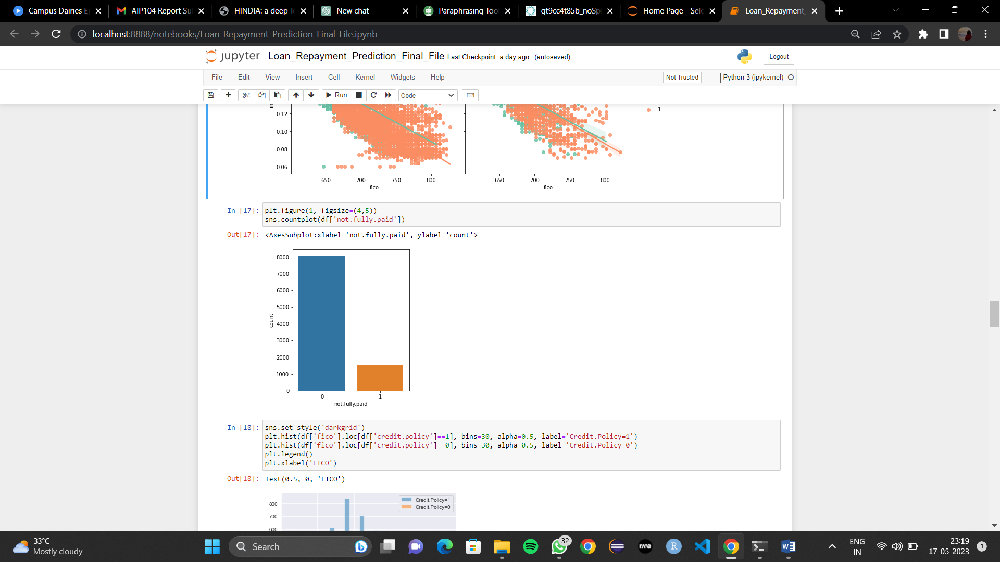 Campus Dairies Ep
AIP104 Report Su
HINDIA: a deep-le
New chat
Paraphrasing Tool
qt9cc4t85b_noSpl
Home Page - Sele
Loan_Repayment_
localhost:8888/notebooks/Loan_Repayment_Prediction_Final_File.ipynb
jupyter Loan_Repayment_Prediction_Final_File Last Checkpoint: a day ago (autosaved)
Logout
File Edit View Insert Cell Kernel Widgets Help
Not Trusted
Python 3 (ipykernel)
Run
Code
in
0.12
0.10
0.08
0.06
650 700 750 800
fico
650 700 750 800
fico
1
In [17]:
plt.figure(1, figsize=(4,5))
sns.countplot(df['not.fully.paid'])
Out[17]: <AxesSubplot:xlabel='not.fully.paid', ylabel='count'>
8000
7000
6000
5000
4000
3000
2000
1000
0
count
0 1
not.fully.paid
In [18]:
sns.set_style('darkgrid')
plt.hist(df['fico'].loc[df['credit.policy']==1], bins=30, alpha=0.5, label='Credit.Policy=1')
plt.hist(df['fico'].loc[df['credit.policy']==0], bins=30, alpha=0.5, label='Credit.Policy=0')
plt.legend()
plt.xlabel('FICO')
Out[18]: Text(0.5, 0, 'FICO')
Credit.Policy=1
Credit.Policy=0
800
700
600
33°C
Mostly cloudy
Search
32
rave
R
ENG
IN
23:19
17-05-2023
1